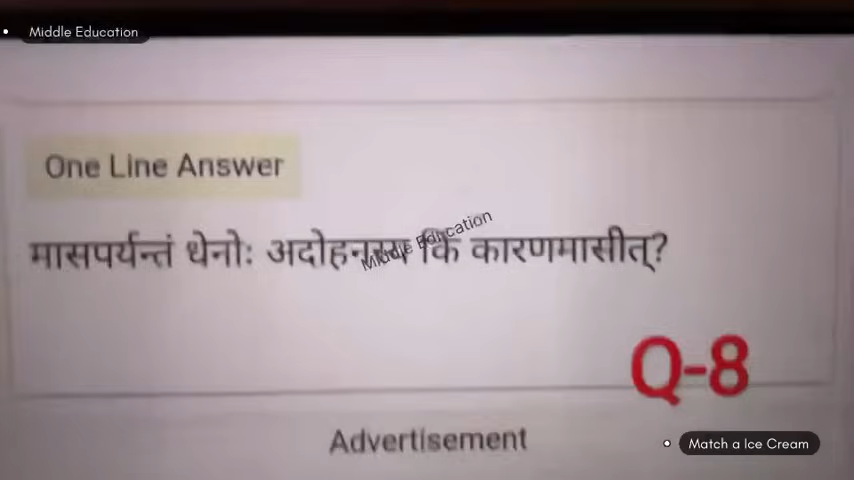 Middle Education
One Line Answer
मासपर्यन्तं धेनोः अदोहनस्य किं कारणमासीत्?
Middle Education
Q-8
Advertisement
Match a Ice Cream